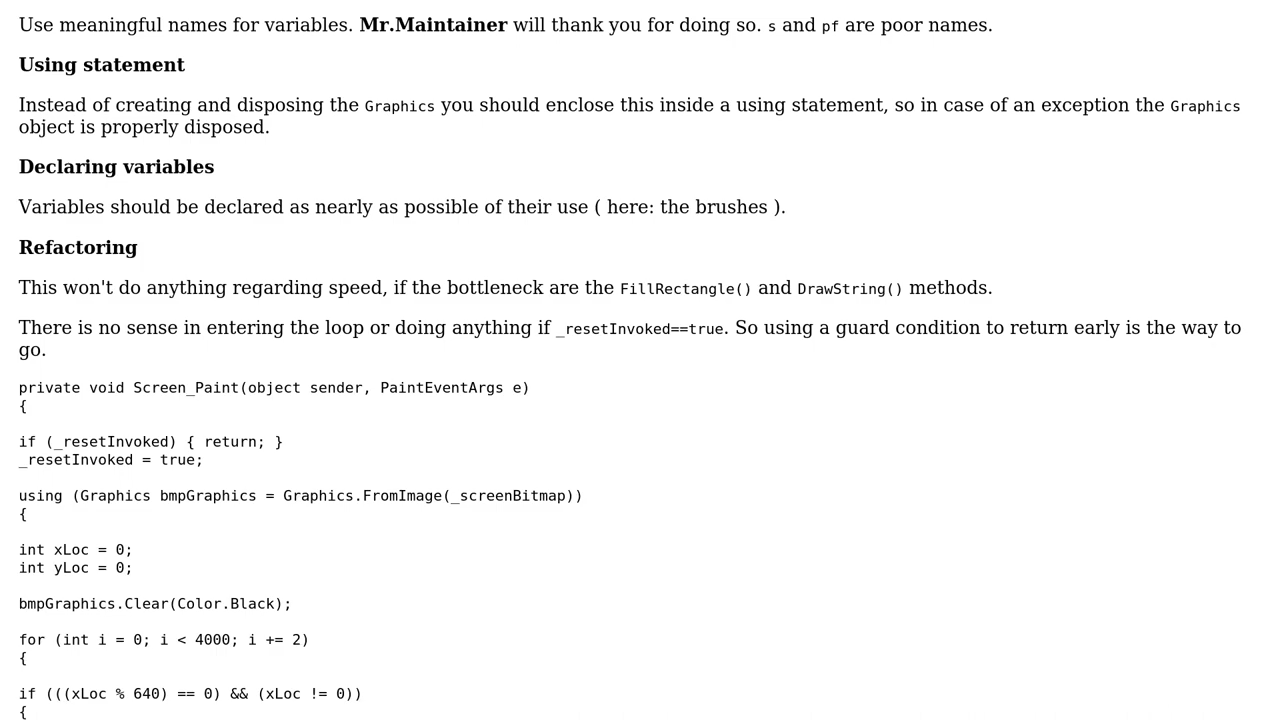 Use meaningful names for variables. Mr.Maintainer will thank you for doing so. s and pf are poor names.
Using statement
Instead of creating and disposing the Graphics you should enclose this inside a using statement, so in case of an exception the Graphics
object is properly disposed.
Declaring variables
Variables should be declared as nearly as possible of their use ( here: the brushes ).
Refactoring
This won't do anything regarding speed, if the bottleneck are the FillRectangle() and DrawString() methods.
There is no sense in entering the loop or doing anything if _resetInvoked==true. So using a guard condition to return early is the way to
go.
private void Screen_Paint(object sender, PaintEventArgs e)
{
if (_resetInvoked) { return; }
_resetInvoked = true;
using (Graphics bmpGraphics = Graphics.FromImage(_screenBitmap))
{
int xLoc = 0;
int yLoc = 0;
bmpGraphics.Clear(Color.Black);
for (int i = 0; i < 4000; i += 2)
{
if (((xLoc % 640) == 0) && (xLoc != 0))
{